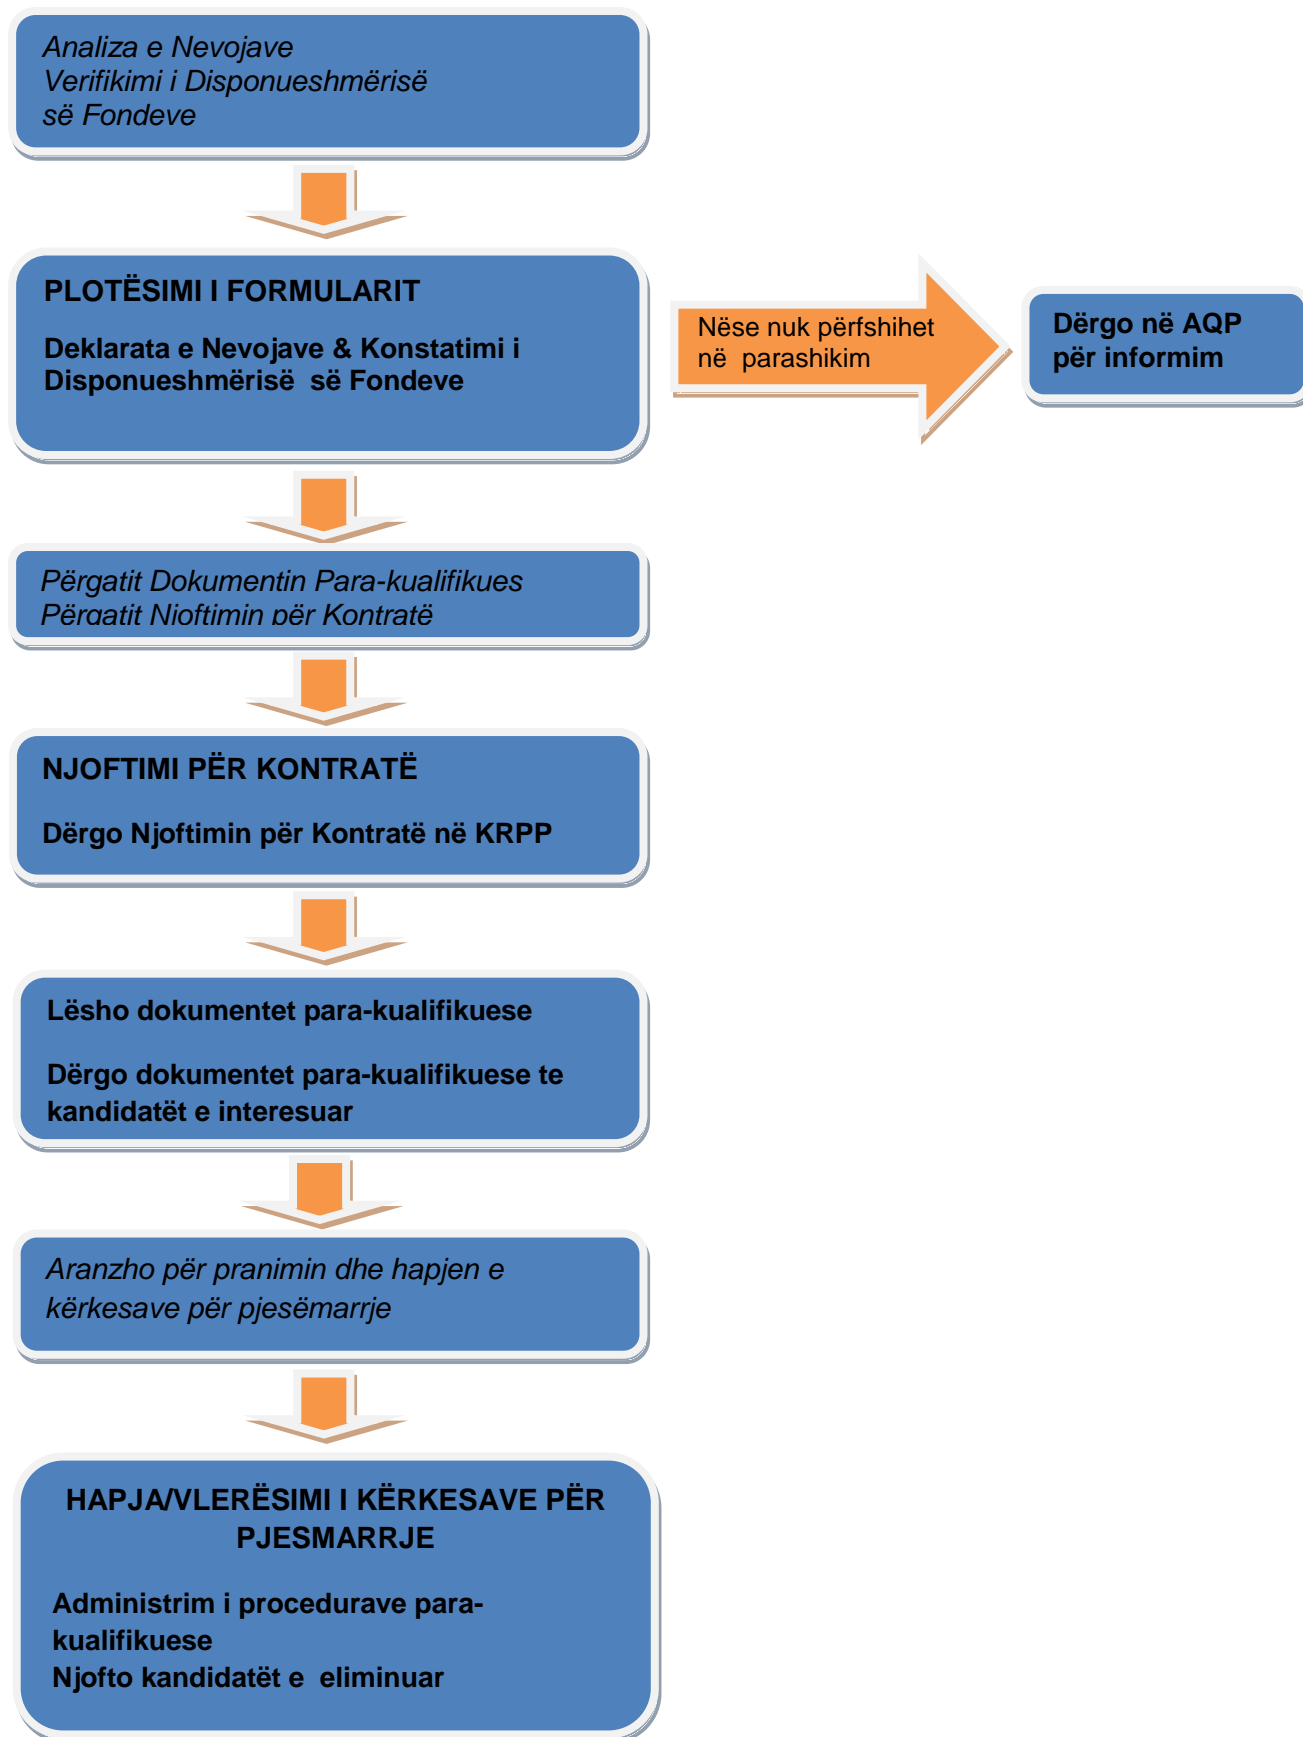 Analiza e Nevojave
Verifikimi i Disponueshmërisë
së Fondeve
PLOTËSIMI I FORMULARIT
Deklarata e Nevojave & Konstatimi i
Disponueshmërisë së Fondeve
Nëse nuk përfshihet
në parashikim
Dërgo në AQP
për informim
Përgatit Dokumentin Para-kualifikues
Përgatit Njoftimin për Kontratë
NJOFTIMI PËR KONTRATË
Dërgo Njoftimin për Kontratë në KRPP
Lësho dokumentet para-kualifikuese
Dërgo dokumentet para-kualifikuese te
kandidatët e interesuar
Aranzho për pranimin dhe hapjen e
kërkesave për pjesëmarrje
HAPJA/VLERËSIMI I KËRKESAVE PËR
PJESMARRJE
Administrim i procedurave para-
kualifikuese
Njofto kandidatët e eliminuar